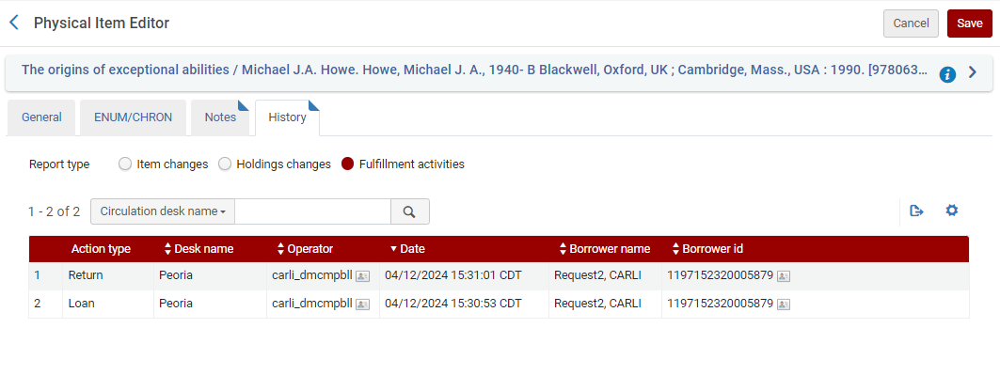 Physical Item Editor
Cancel
Save
The origins of exceptional abilities / Michael J.A. Howe. Howe, Michael J. A., 1940- B Blackwell, Oxford, UK ; Cambridge, Mass., USA : 1990. [978063...
General
ENUM/CHRON
Notes
History
Report type Item changes Holdings changes Fulfillment activities
1 - 2 of 2 Circulation desk name
Action type Desk name Operator Date Borrower name Borrower id
1 Return Peoria carli_dmcmpbll 04/12/2024 15:31:01 CDT Request2, CARLI 1197152320005879
2 Loan Peoria carli_dmcmpbll 04/12/2024 15:30:53 CDT Request2, CARLI 1197152320005879